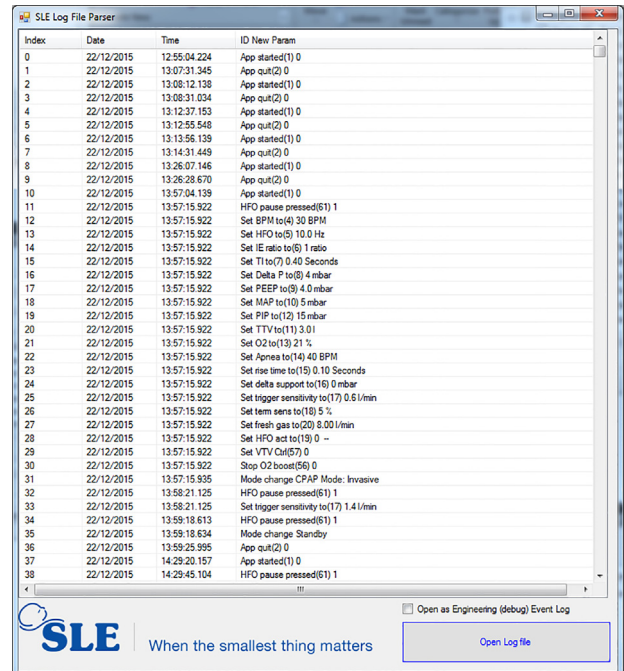 SLE Log File Parser
Index Date Time ID New Param
0 22/12/2015 12:55:04.224 App started(1) 0
1 22/12/2015 13:07:31.345 App quit(2) 0
2 22/12/2015 13:08:12.138 App started(1) 0
3 22/12/2015 13:08:31.034 App quit(2) 0
4 22/12/2015 13:12:37.153 App started(1) 0
5 22/12/2015 13:12:55.548 App quit(2) 0
6 22/12/2015 13:13:56.139 App started(1) 0
7 22/12/2015 13:14:31.449 App quit(2) 0
8 22/12/2015 13:26:07.146 App started(1) 0
9 22/12/2015 13:26:28.670 App quit(2) 0
10 22/12/2015 13:57:04.139 App started(1) 0
11 22/12/2015 13:57:15.922 HFO pause pressed(61) 1
12 22/12/2015 13:57:15.922 Set BPM to(4) 30 BPM
13 22/12/2015 13:57:15.922 Set HFO to(5) 10.0 Hz
14 22/12/2015 13:57:15.922 Set IE ratio to(6) 1 ratio
15 22/12/2015 13:57:15.922 Set TI to(7) 0.40 Seconds
16 22/12/2015 13:57:15.922 Set Delta P to(8) 4 mbar
17 22/12/2015 13:57:15.922 Set PEEP to(9) 4.0 mbar
18 22/12/2015 13:57:15.922 Set MAP to(10) 5 mbar
19 22/12/2015 13:57:15.922 Set PIP to(12) 15 mbar
20 22/12/2015 13:57:15.922 Set TTV to(11) 3.0 l
21 22/12/2015 13:57:15.922 Set O2 to(13) 21 %
22 22/12/2015 13:57:15.922 Set Apnea to(14) 40 BPM
23 22/12/2015 13:57:15.922 Set rise time to(15) 0.10 Seconds
24 22/12/2015 13:57:15.922 Set delta support to(16) 0 mbar
25 22/12/2015 13:57:15.922 Set trigger sensitivity to(17) 0.6 l/min
26 22/12/2015 13:57:15.922 Set term sens to(18) 5 %
27 22/12/2015 13:57:15.922 Set fresh gas to(20) 8.00 l/min
28 22/12/2015 13:57:15.922 Set HFO act to(19) 0 --
29 22/12/2015 13:57:15.922 Set VTV Ctrl(57) 0
30 22/12/2015 13:57:15.922 Stop O2 boost(56) 0
31 22/12/2015 13:57:15.935 Mode change CPAP Mode: Invasive
32 22/12/2015 13:58:21.125 HFO pause pressed(61) 1
33 22/12/2015 13:58:21.125 Set trigger sensitivity to(17) 1.4 l/min
34 22/12/2015 13:59:18.613 HFO pause pressed(61) 1
35 22/12/2015 13:59:18.634 Mode change Standby
36 22/12/2015 13:59:25.995 App quit(2) 0
37 22/12/2015 14:29:20.157 App started(1) 0
38 22/12/2015 14:29:45.104 HFO pause pressed(61) 1
Open as Engineering (debug) Event Log
SLE When the smallest thing matters
Open Log file